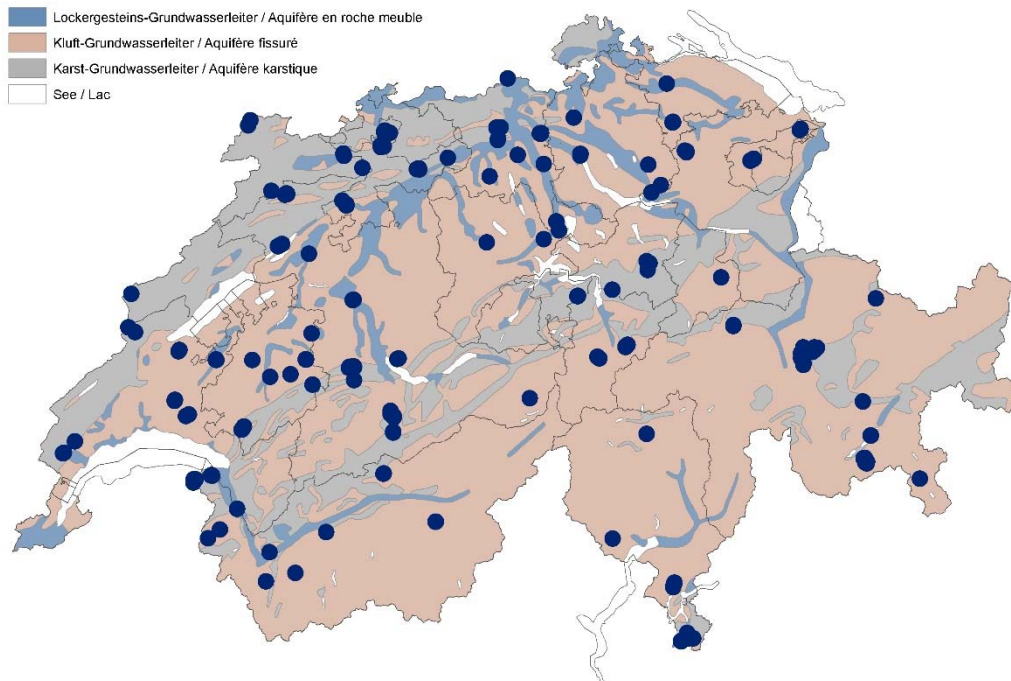 Lockergesteins-Grundwasserleiter / Aquifère en roche meuble
Kluft-Grundwasserleiter / Aquifère fissuré
Karst-Grundwasserleiter / Aquifère karstique
See / Lac